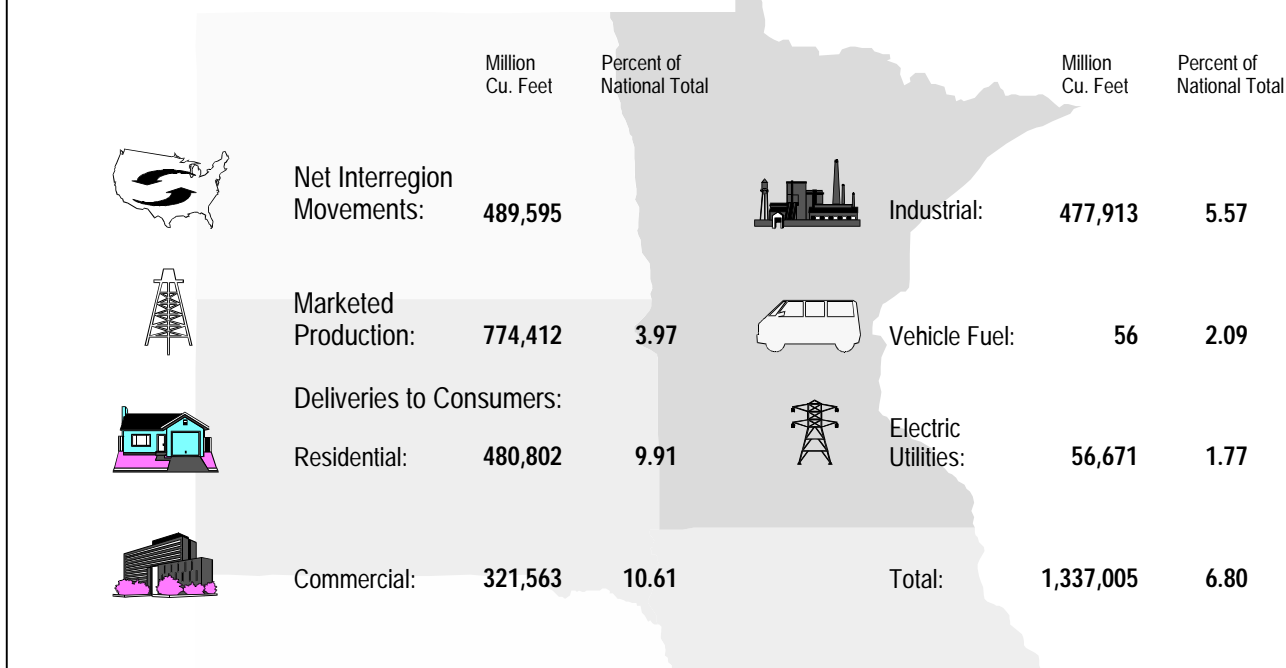 Million Percent of
Cu. Feet National Total
Net Interregion
Movements: 489,595
Marketed
Production: 774,412 3.97
Deliveries to Consumers:
Residential: 480,802 9.91
Commercial: 321,563 10.61
Million Percent of
Cu. Feet National Total
Industrial: 477,913 5.57
Vehicle Fuel: 56 2.09
Electric
Utilities: 56,671 1.77
Total: 1,337,005 6.80